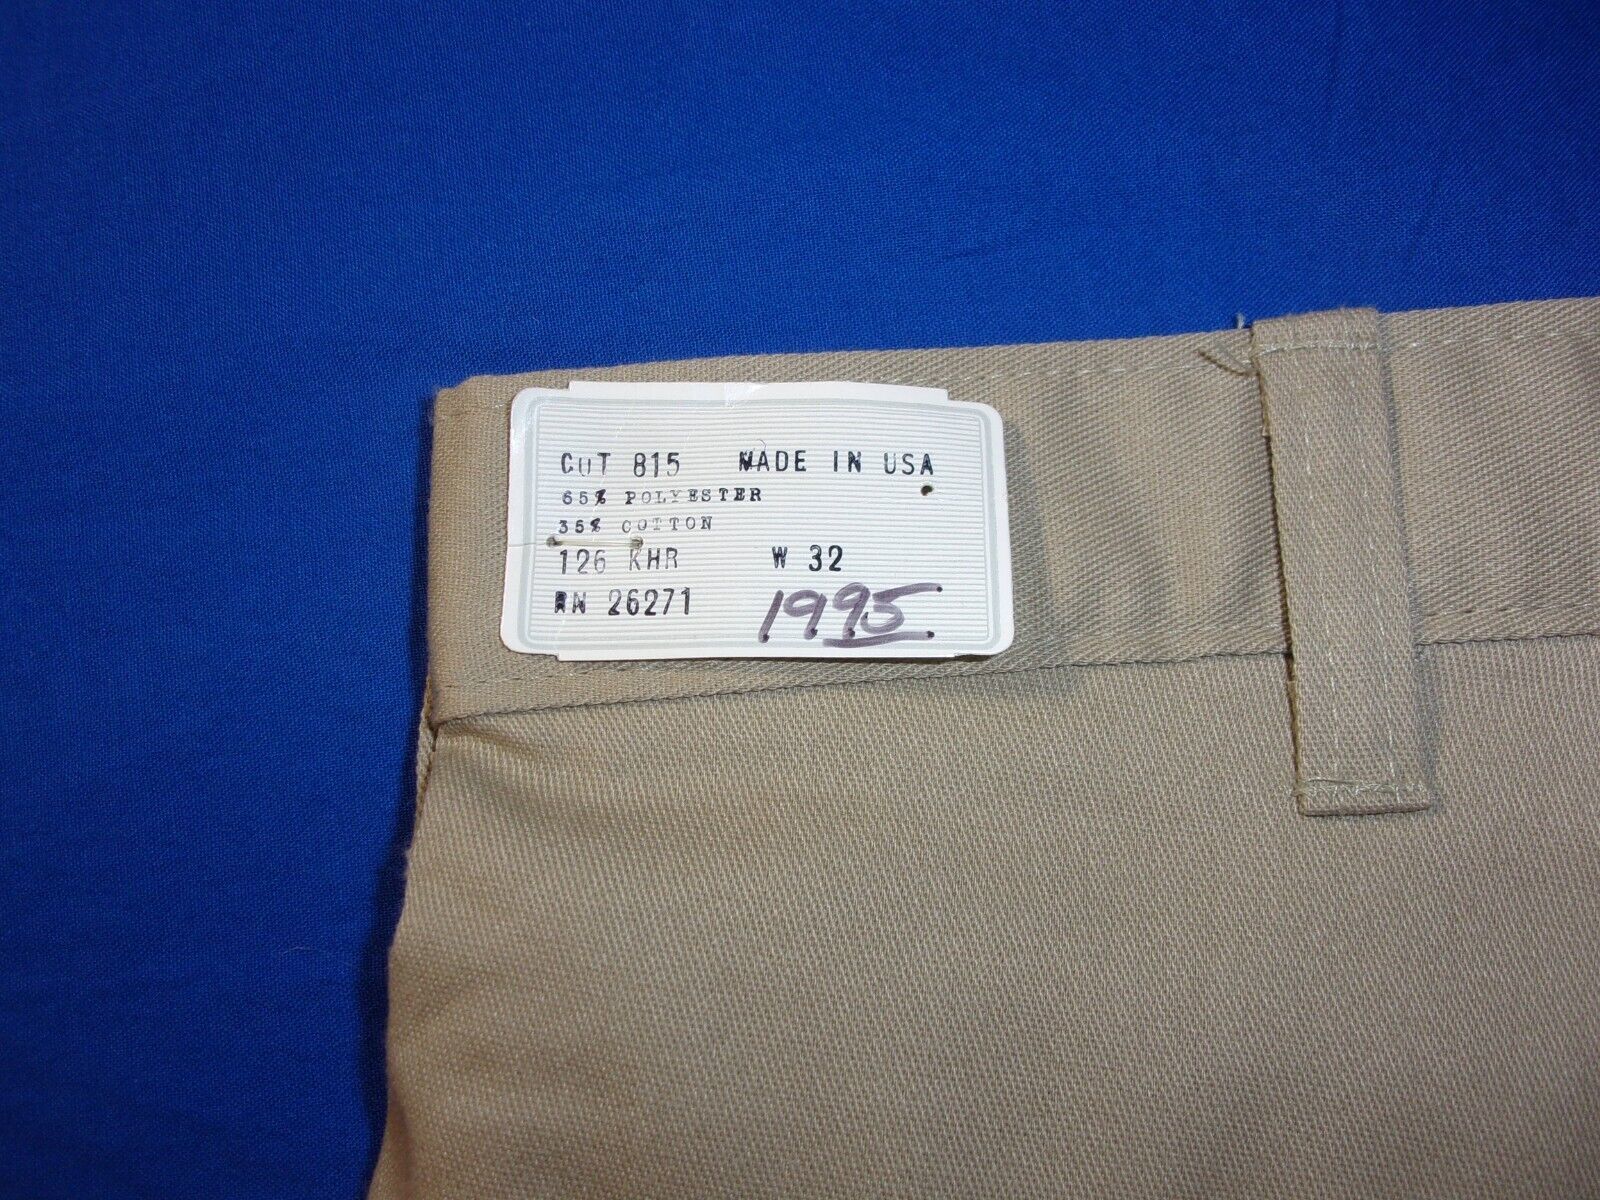 CUT 815 MADE IN USA
65% POLYESTER
35% COTTON
126 KHR W 32
RN 26271 1995